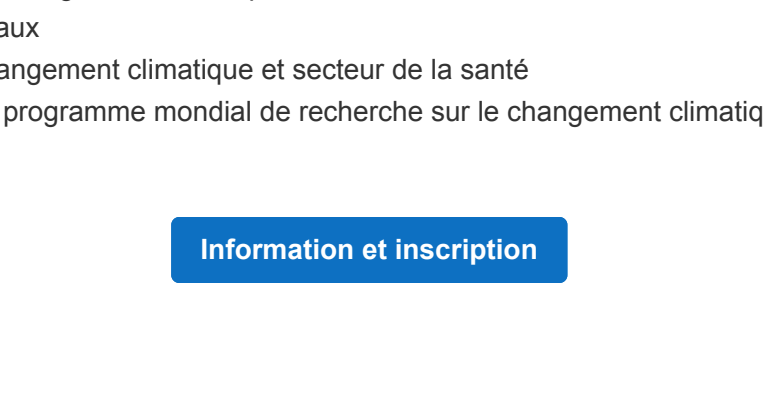 aux
angement climatique et secteur de la santé
programme mondial de recherche sur le changement climatiq
Information et inscription